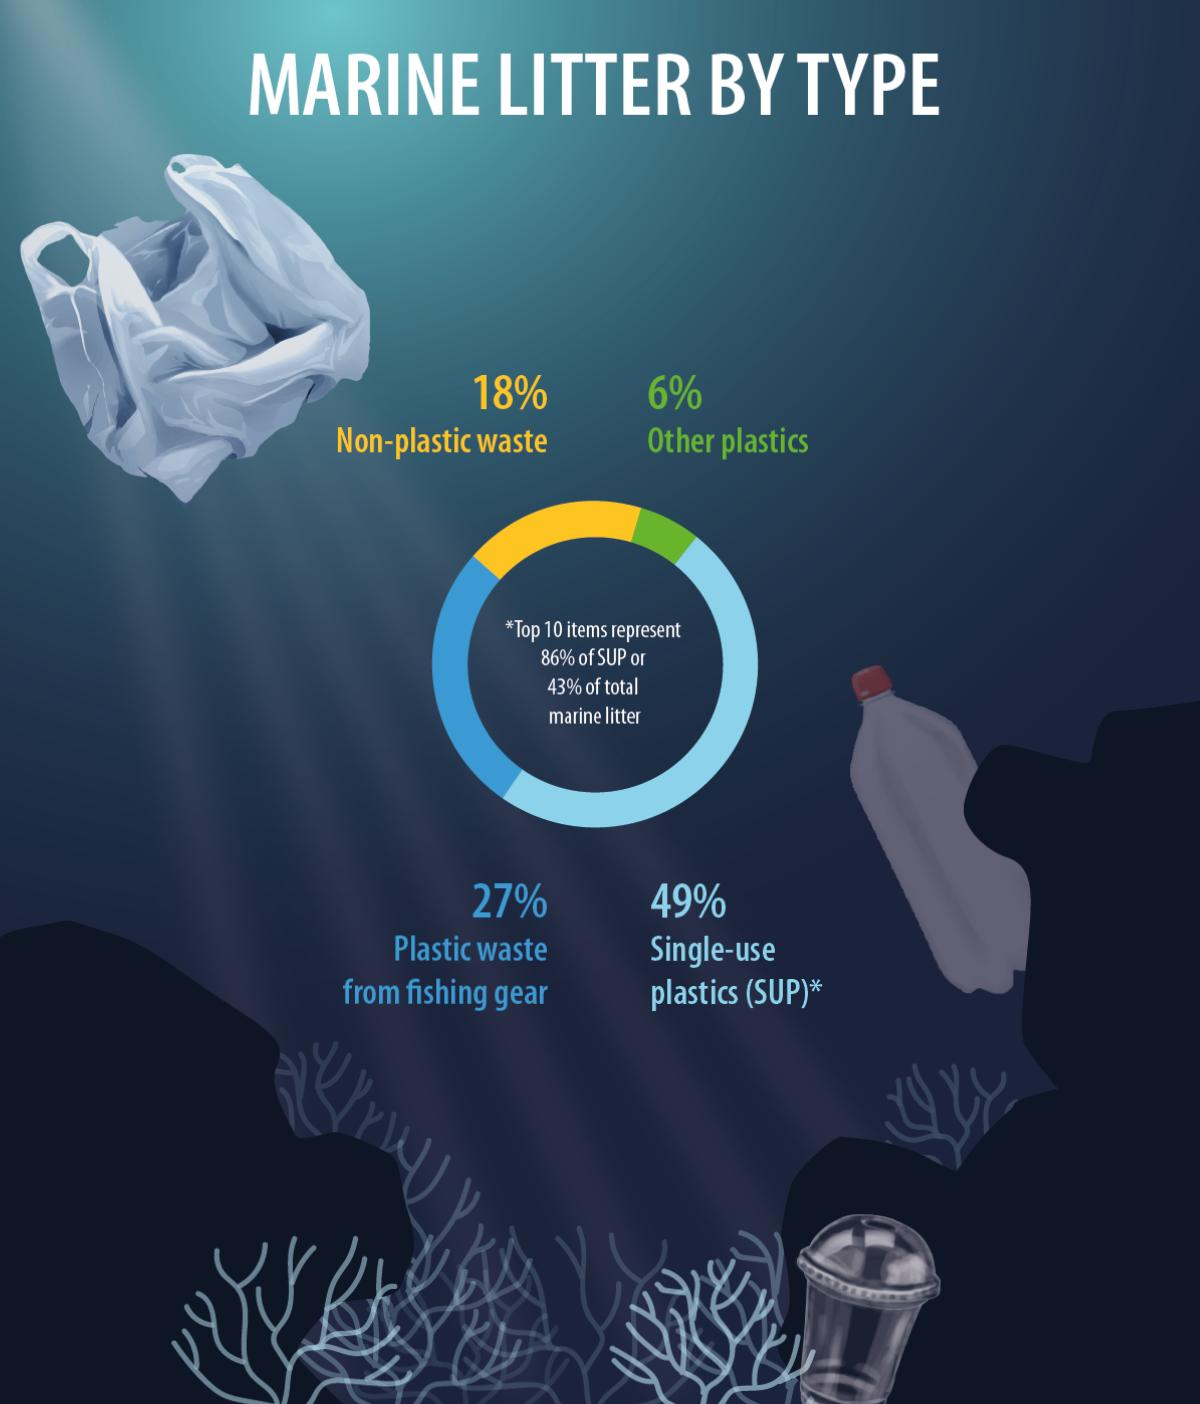 MARINE LITTER BY TYPE
18%
Non-plastic waste
6%
Other plastics
*Top 10 items represent
86% of SUP or
43% of total
marine litter
27%
Plastic waste
from fishing gear
49%
Single-use
plastics (SUP)*